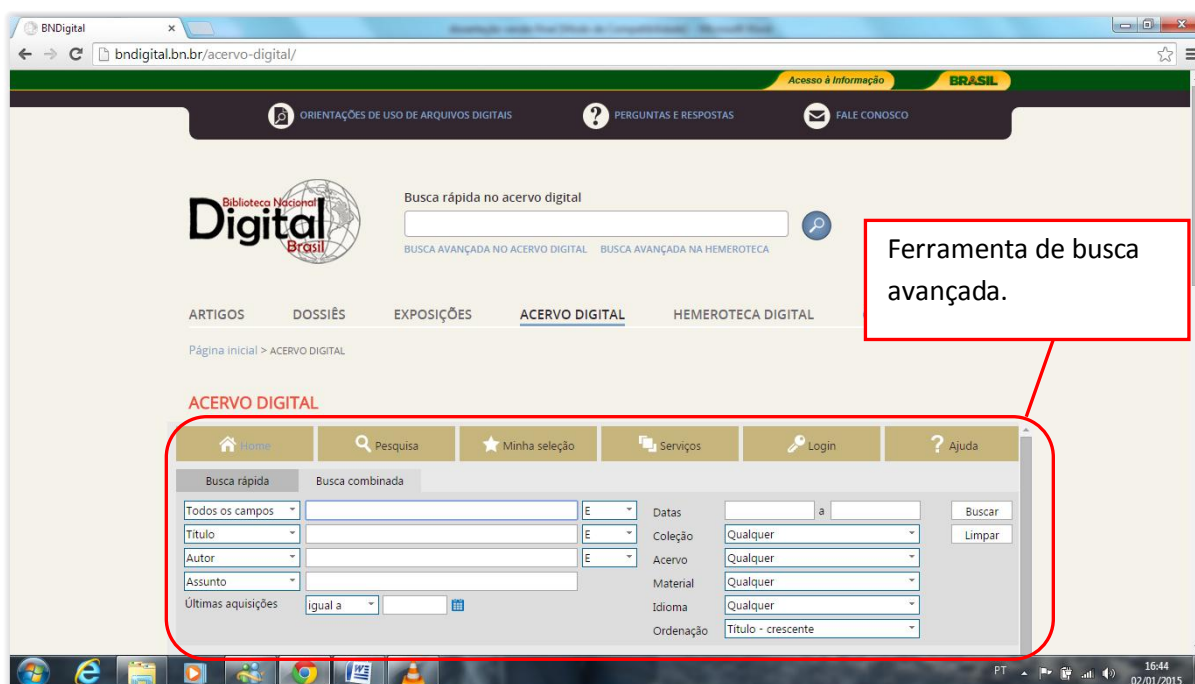 BNDigital
bndigital.bn.br/acervo-digital/
Acesso à Informação
BRASIL
ORIENTAÇÕES DE USO DE ARQUIVOS DIGITAIS
PERGUNTAS E RESPOSTAS
FALE CONOSCO
Biblioteca Nacional
Digital
Brasil
Busca rápida no acervo digital
BUSCA AVANÇADA NO ACERVO DIGITAL BUSCA AVANÇADA NA HEMEROTECA
Ferramenta de busca
avançada.
ARTIGOS DOSSIÊS EXPOSIÇÕES ACERVO DIGITAL HEMEROTECA DIGITAL
Página inicial > ACERVO DIGITAL
ACERVO DIGITAL
Home Pesquisa Minha seleção Serviços Login Ajuda
Busca rápida Busca combinada
Todos os campos E Datas a Buscar
Título E Coleção Qualquer Limpar
Autor E Acervo Qualquer
Assunto Material Qualquer
Últimas aquisições igual a Idioma Qualquer
Ordenação Título - crescente
PT 16:44
02/01/2015